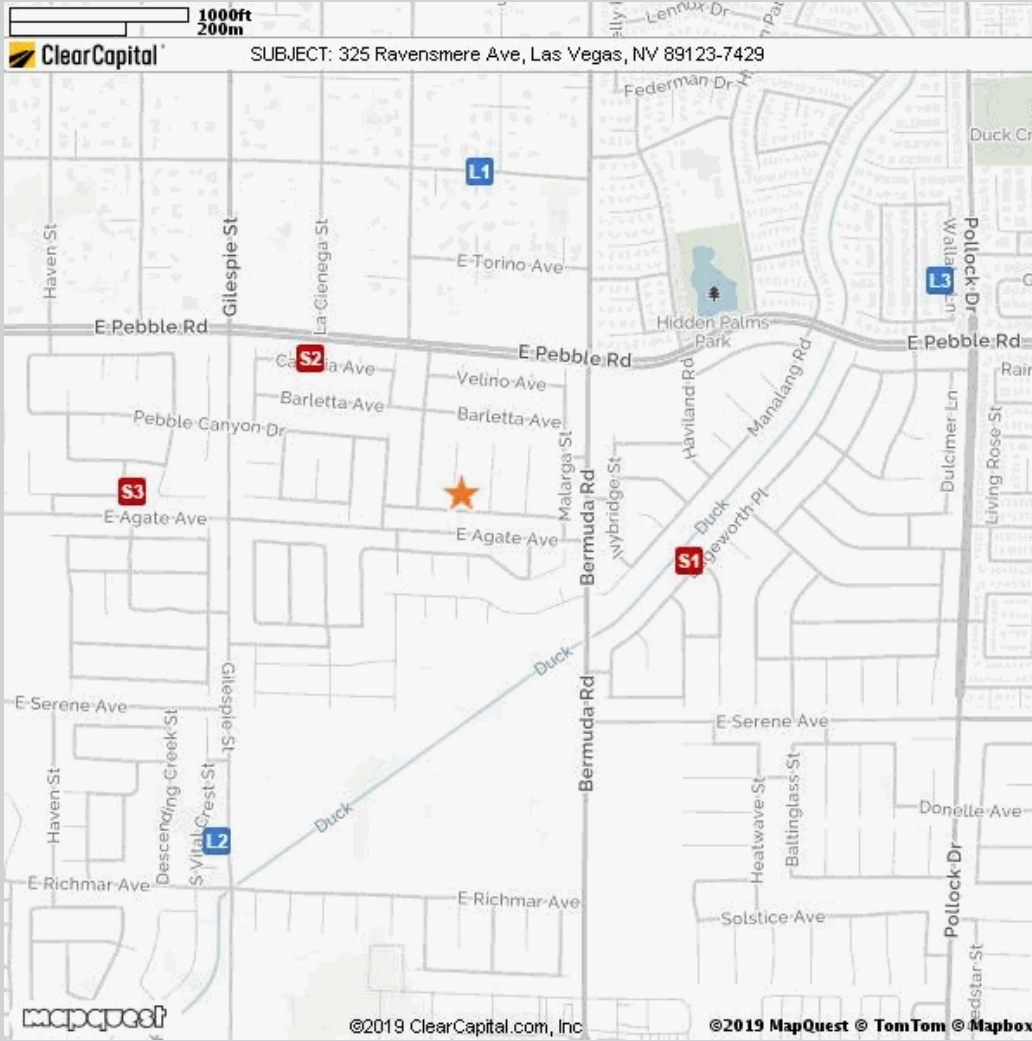 1000ft
200m
ClearCapital
SUBJECT: 325 Ravensmere Ave, Las Vegas, NV 89123-7429
Lennox Dr
Federman Dr
Duck
L1
Haven St
Gilespie St
La Cienega St
E Torino Ave
L3
Pollock Dr
Hidden Palms
Park
E Pebble Rd
E Pebble Rd
E Pebble Rd
S2
Velino Ave
Barletta Ave
Barletta Ave
Pebble Canyon Dr
Haviland Rd
Manalang Rd
Dulcimer Ln
Living Rose St
Malarga St
Bermuda Rd
S3
E Agate Ave
E Agate Ave
Duck
S1
Duck
Gilespie St
E Serene Ave
E Serene Ave
Bermuda Rd
Descending Creek St
S Vital Crest St
Haven St
Duck
L2
Heatwave St
Baltinglass St
Donelle Ave
E Richmar Ave
E Richmar Ave
Solstice Ave
Pollock Dr
mapquest
©2019 ClearCapital.com, Inc
©2019 MapQuest © TomTom © Mapbox